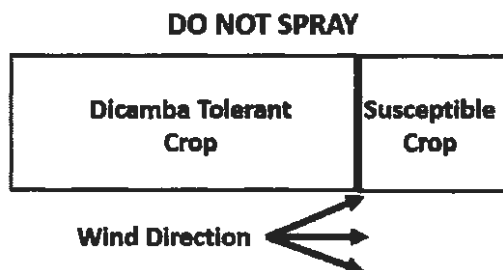 DO NOT SPRAY
Dicamba Tolerant
Crop
Susceptible
Crop
Wind Direction